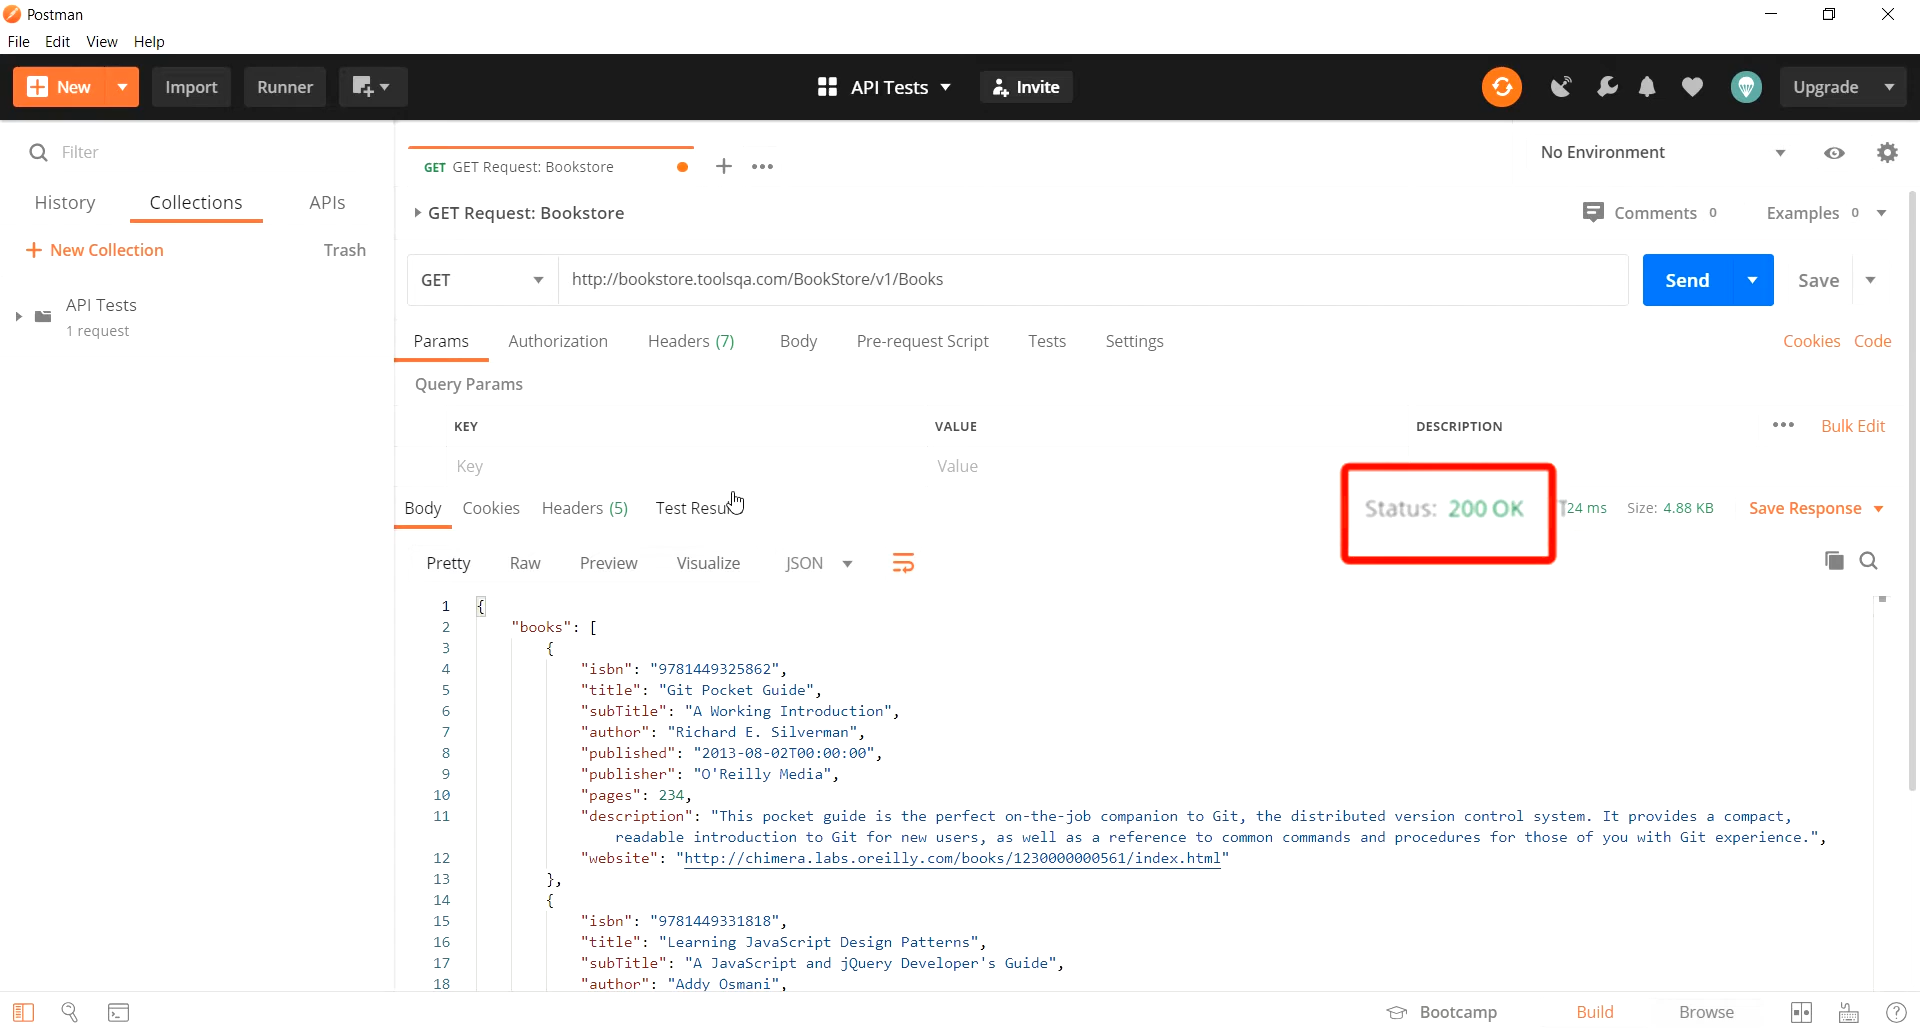 Postman
File Edit View Help
New Import Runner API Tests Invite Upgrade
Filter
GET GET Request: Bookstore
No Environment
History Collections APIs
GET Request: Bookstore
Comments 0 Examples 0
New Collection Trash
GET http://bookstore.toolsqa.com/BookStore/v1/Books Send Save
API Tests
1 request
Params Authorization Headers (7) Body Pre-request Script Tests Settings Cookies Code
Query Params
KEY VALUE DESCRIPTION Bulk Edit
Key Value
Body Cookies Headers (5) Test Status: 200 OK 24 ms Size: 4.88 KB Save Response
Pretty Raw Preview Visualize JSON
1 {
2 "books": [
3 {
4 "isbn": "9781449325862",
5 "title": "Git Pocket Guide",
6 "subTitle": "A Working Introduction",
7 "author": "Richard E. Silverman",
8 "published": "2013-08-02T00:00:00",
9 "publisher": "O'Reilly Media",
10 "pages": 234,
11 "description": "This pocket guide is the perfect on-the-job companion to Git, the distributed version control system. It provides a compact,
readable introduction to Git for new users, as well as a reference to common commands and procedures for those of you with Git experience.",
12 "website": "http://chimera.labs.oreilly.com/books/1230000000561/index.html"
13 },
14 {
15 "isbn": "9781449331818",
16 "title": "Learning JavaScript Design Patterns",
17 "subTitle": "A JavaScript and jQuery Developer's Guide",
18 "author": "Addy Osmani",
Bootcamp Build Browse